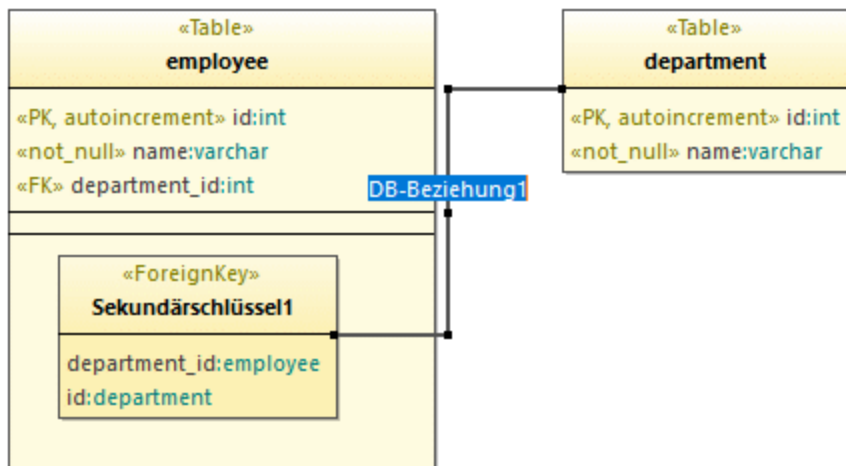 «Table»
employee
«PK, autoincrement» id:int
«not_null» name:varchar
«FK» department_id:int
«ForeignKey»
Sekundärschlüssel1
department_id:employee
id:department
DB-Beziehung1
«Table»
department
«PK, autoincrement» id:int
«not_null» name:varchar